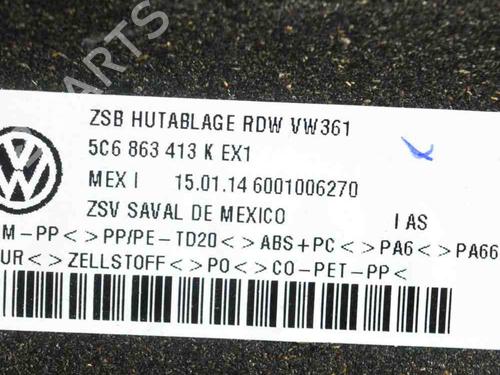 ZSB HUTABLAGE RDW VW361
5C6 863 413 K EX1
MEX I 15.01.14 6001006270
ZSV SAVAL DE MEXICO I AS
M-PP< >PP/PE-TD20< >ABS+PC< >PA6< >PA66
UR< >ZELLSTOFF< >PO< >CO-PET-PP<